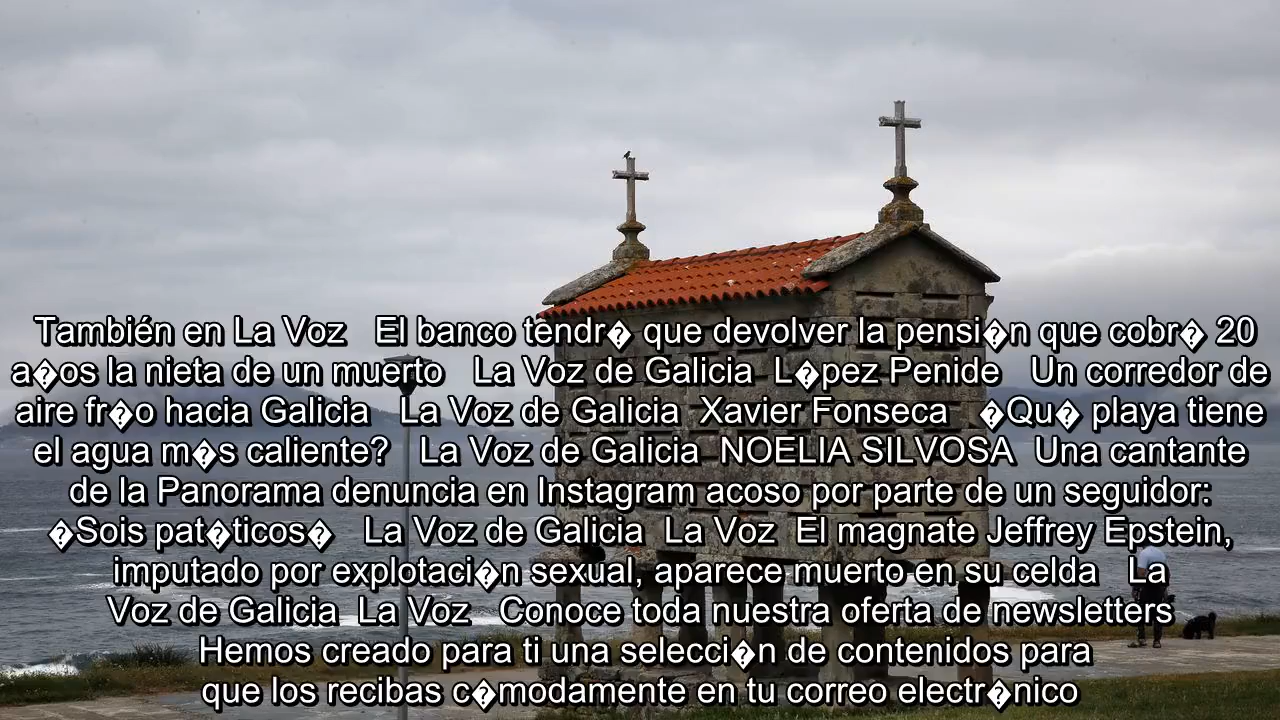 También en La Voz   El banco tendr� que devolver la pensi�n que cobr� 20
a�os la nieta de un muerto   La Voz de Galicia  L�pez Penide   Un corredor de
aire fr�o hacia Galicia   La Voz de Galicia  Xavier Fonseca   �Qu� playa tiene
el agua m�s caliente?   La Voz de Galicia  NOELIA SILVOSA  Una cantante
de la Panorama denuncia en Instagram acoso por parte de un seguidor:
�Sois pat�ticos�   La Voz de Galicia  La Voz  El magnate Jeffrey Epstein,
imputado por explotaci�n sexual, aparece muerto en su celda   La
Voz de Galicia  La Voz   Conoce toda nuestra oferta de newsletters
Hemos creado para ti una selecci�n de contenidos para
que los recibas c�modamente en tu correo electr�nico